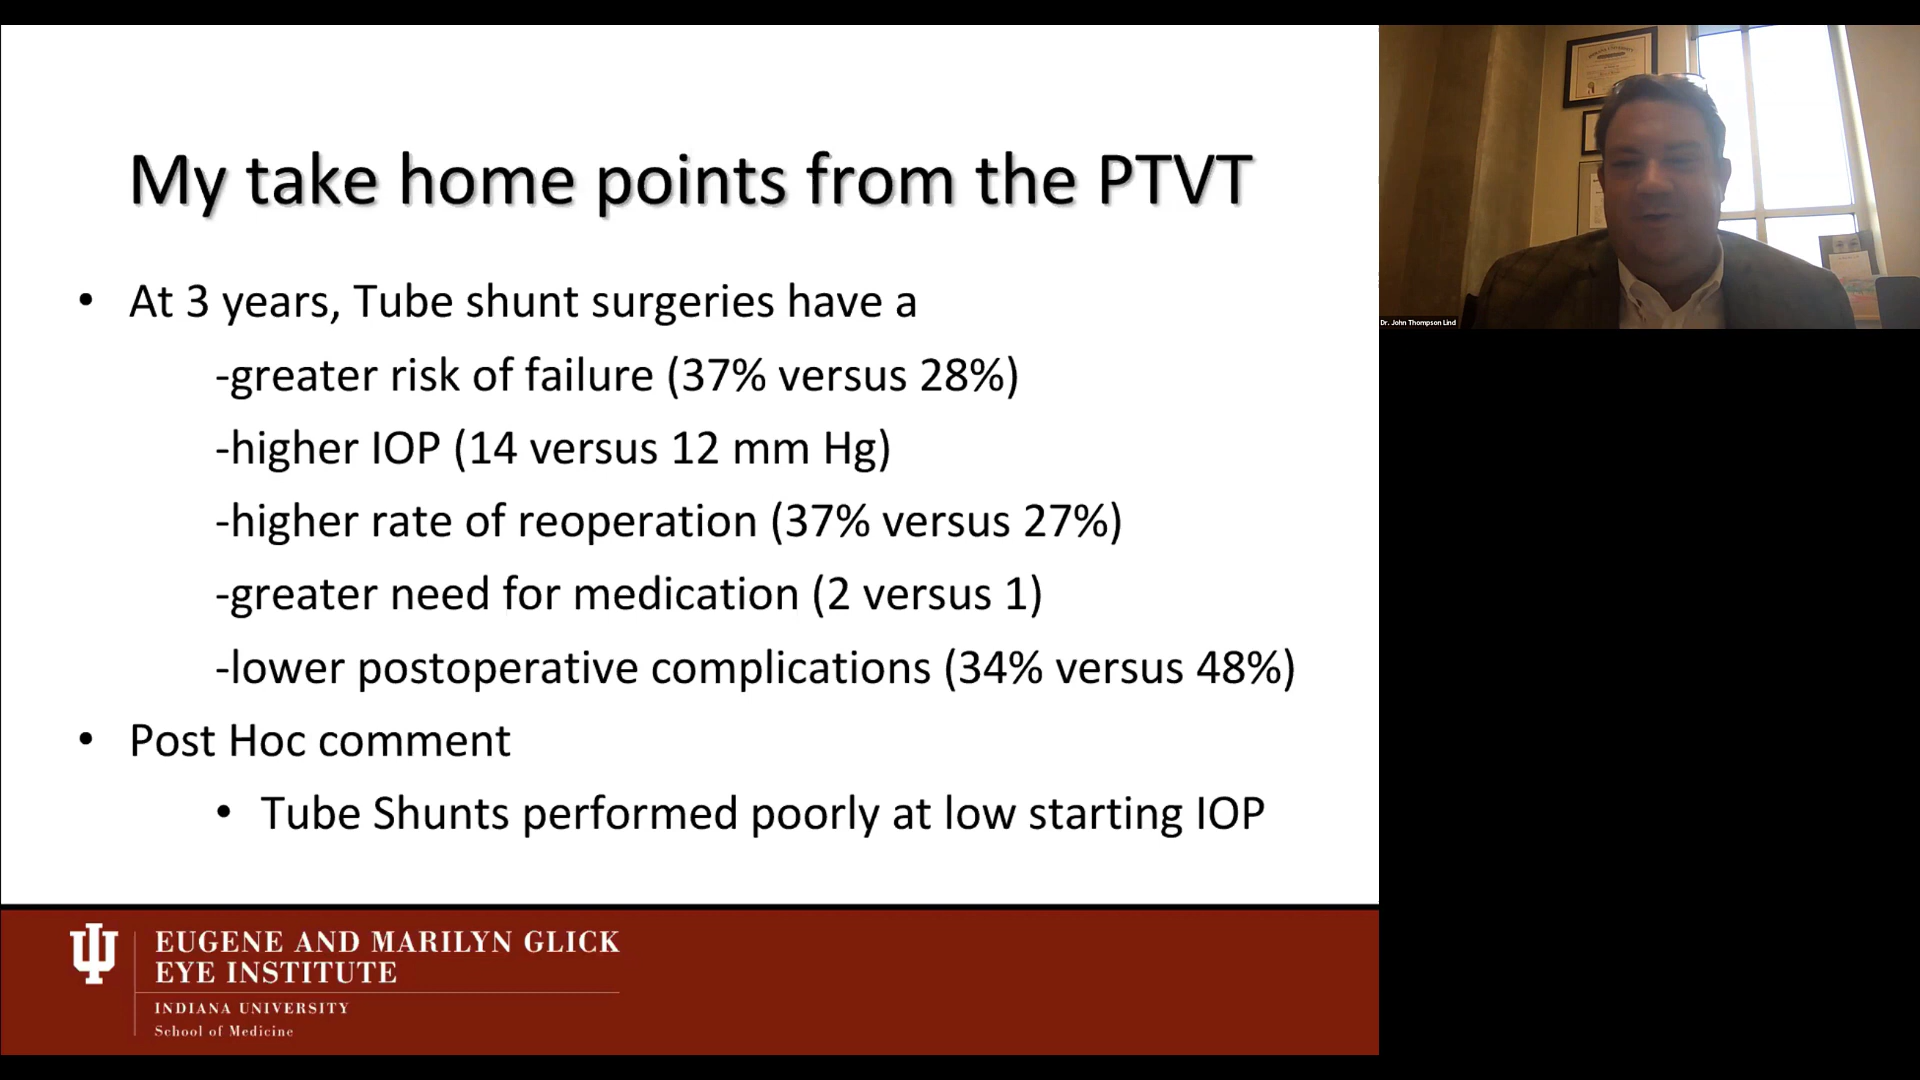 My take home points from the PTVT
• At 3 years, Tube shunt surgeries have a
-greater risk of failure (37% versus 28%)
-higher IOP (14 versus 12 mm Hg)
-higher rate of reoperation (37% versus 27%)
-greater need for medication (2 versus 1)
-lower postoperative complications (34% versus 48%)
• Post Hoc comment
• Tube Shunts performed poorly at low starting IOP
EUGENE AND MARILYN GLICK
EYE INSTITUTE
INDIANA UNIVERSITY
School of Medicine
Dr. John Thompson Lind